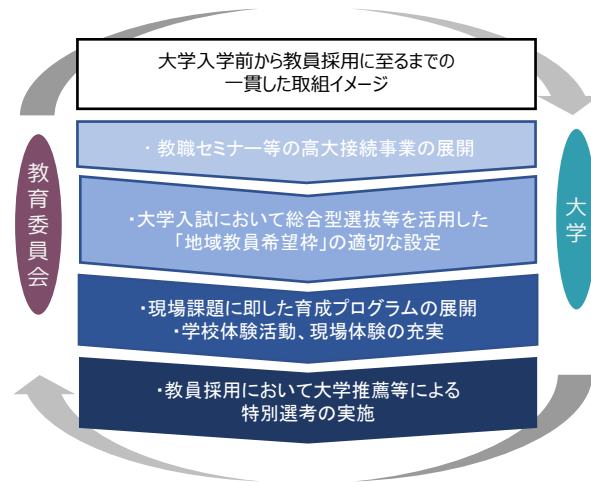 大学入学前から教員採用に至るまでの
一貫した取組イメージ
教育委員会
大学
・教職セミナー等の高大接続事業の展開
・大学入試において総合型選抜等を活用した
「地域教員希望枠」の適切な設定
・現場課題に即した育成プログラムの展開
・学校体験活動、現場体験の充実
・教員採用において大学推薦等による
特別選考の実施